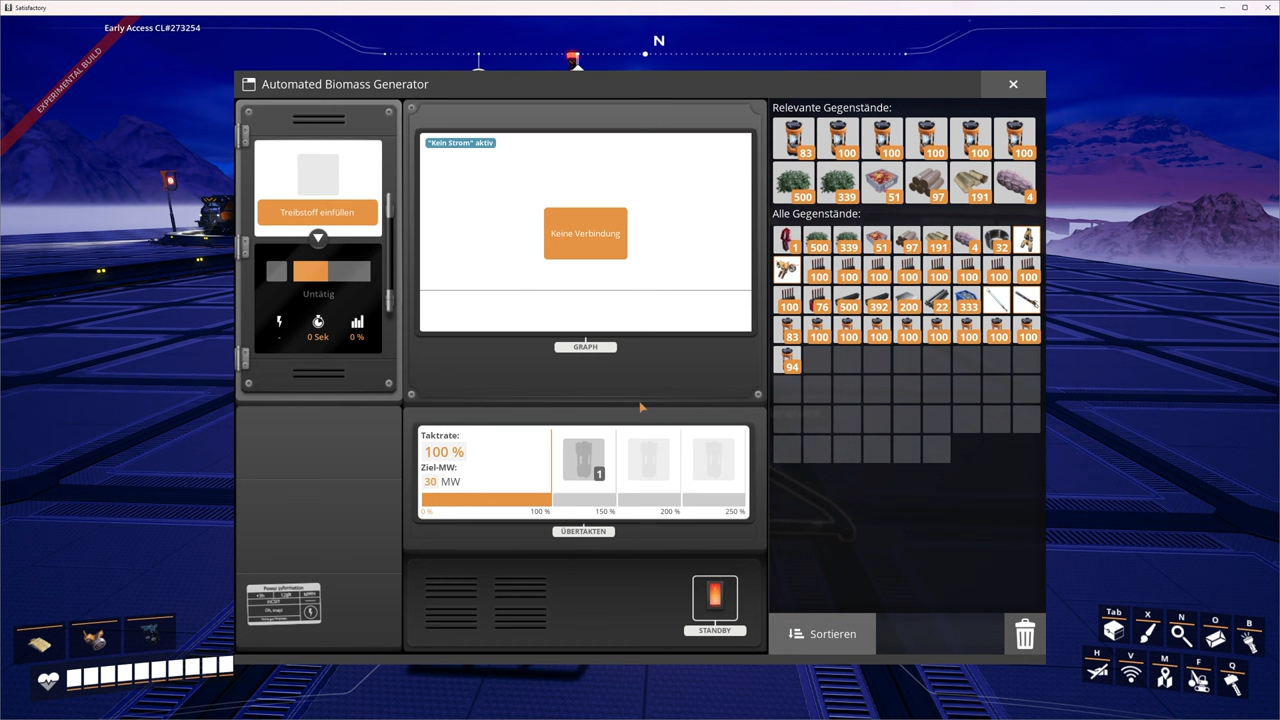 Satisfactory
Early Access CL#273254
EXPERIMENTAL BUILD
N
Automated Biomass Generator
Treibstoff einfüllen
Untätig
-
0 Sek
0 %
"Kein Strom" aktiv
Keine Verbindung
GRAPH
Taktrate:
100 %
Ziel-MW:
30 MW
1
0 %
100 %
150 %
200 %
250 %
ÜBERTAKTEN
STANDBY
Power information
Relevante Gegenstände:
83 100 100 100 100 100
500 339 51 97 191 4
Alle Gegenstände:
1 500 339 51 97 191 4 32
100 100 100 100 100 100 100 100
100 76 500 392 200 22 333
83 100 100 100 100 100 100 100 100
94
Sortieren
Tab X N O B
H V M F Q